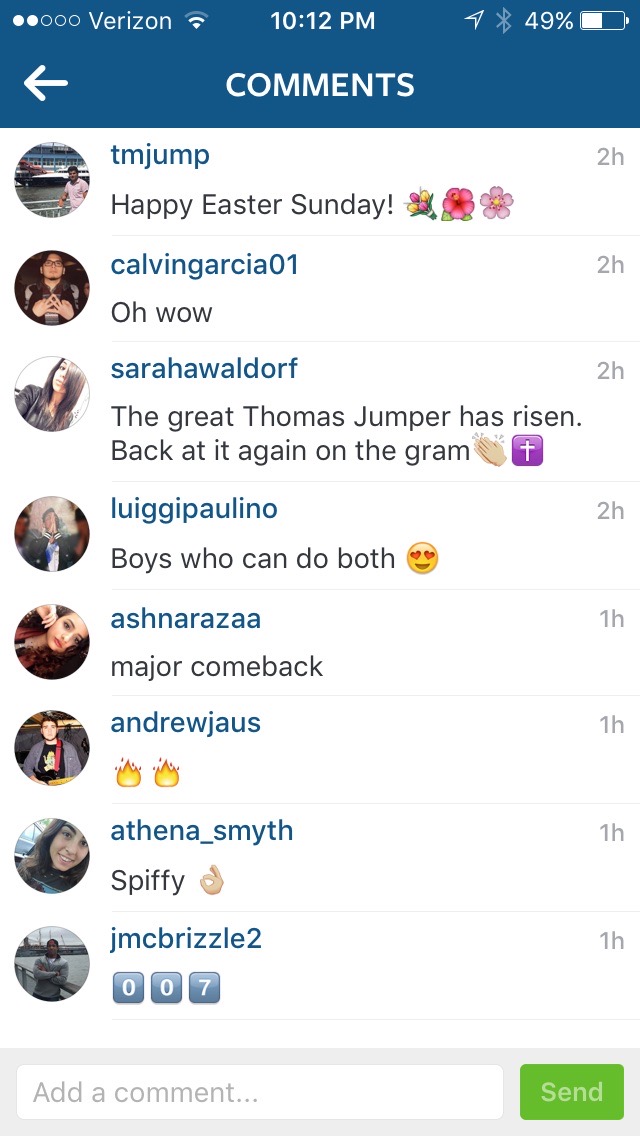 Verizon 10:12 PM 49%
COMMENTS
tmjump 2h
Happy Easter Sunday! 💐🌺🌸
calvingarcia01 2h
Oh wow
sarahawaldorf 2h
The great Thomas Jumper has risen.
Back at it again on the gram👏🏼✝️
luiggipaulino 2h
Boys who can do both 😍
ashnarazaa 1h
major comeback
andrewjaus 1h
🔥🔥
athena_smyth 1h
Spiffy 👌🏼
jmcbrizzle2 1h
0️⃣0️⃣7️⃣
Add a comment... Send